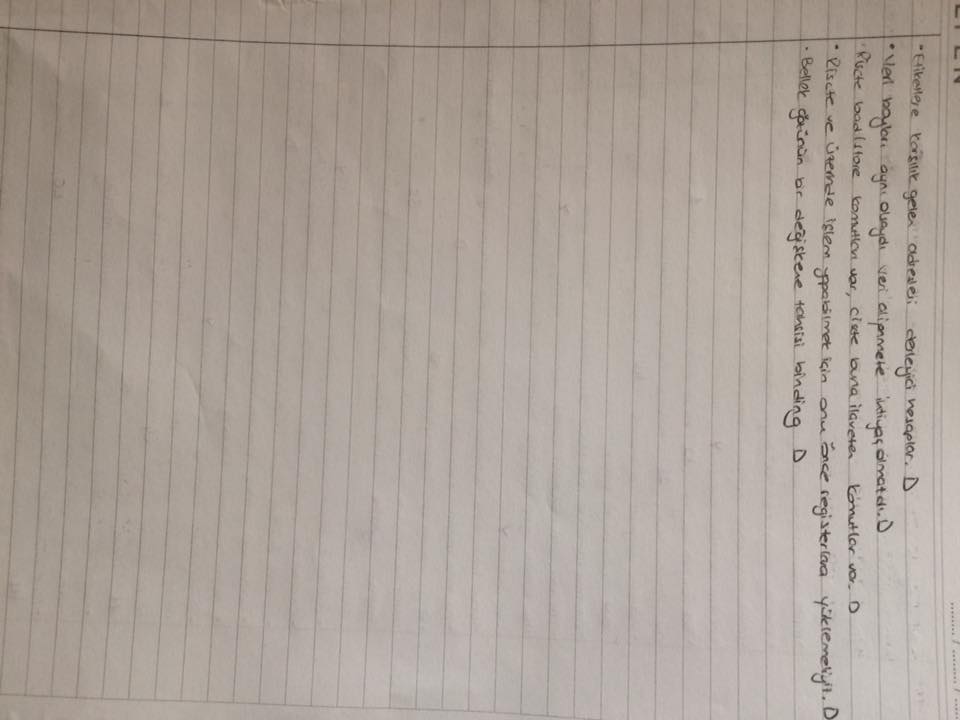 • Etiketlere karşılık gelen adresleri derleyici hesaplar. D
• Veri boyları aynı olsaydı veri alignmete ihtiyaç olmazdı. D
Riscte load/store komutları var, ciscte buna ilaveten komutlar var. D
• Riscte ve üzerinde işlem yapabilmek için onu önce registerlara yüklemeliyiz. D
• Bellek gözünün bir değişkene tahsisi binding D